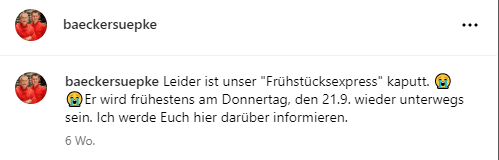 baeckersuepke
baeckersuepke Leider ist unser "Frühstücksexpress" kaputt. 😭
😭Er wird frühestens am Donnertag, den 21.9. wieder unterwegs
sein. Ich werde Euch hier darüber informieren.
6 Wo.